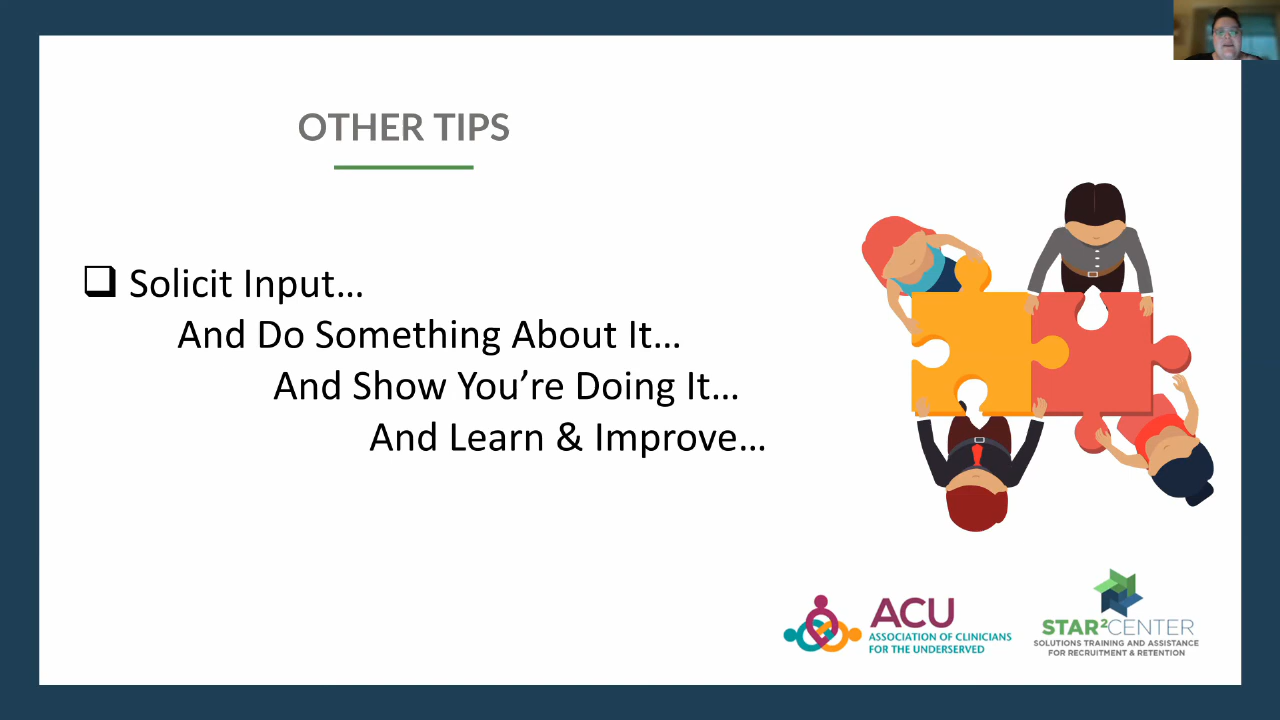 OTHER TIPS
Solicit Input...
And Do Something About It...
And Show You’re Doing It...
And Learn & Improve...
ACU
ASSOCIATION OF CLINICIANS
FOR THE UNDERSERVED
STAR²CENTER
SOLUTIONS TRAINING AND ASSISTANCE
FOR RECRUITMENT & RETENTION